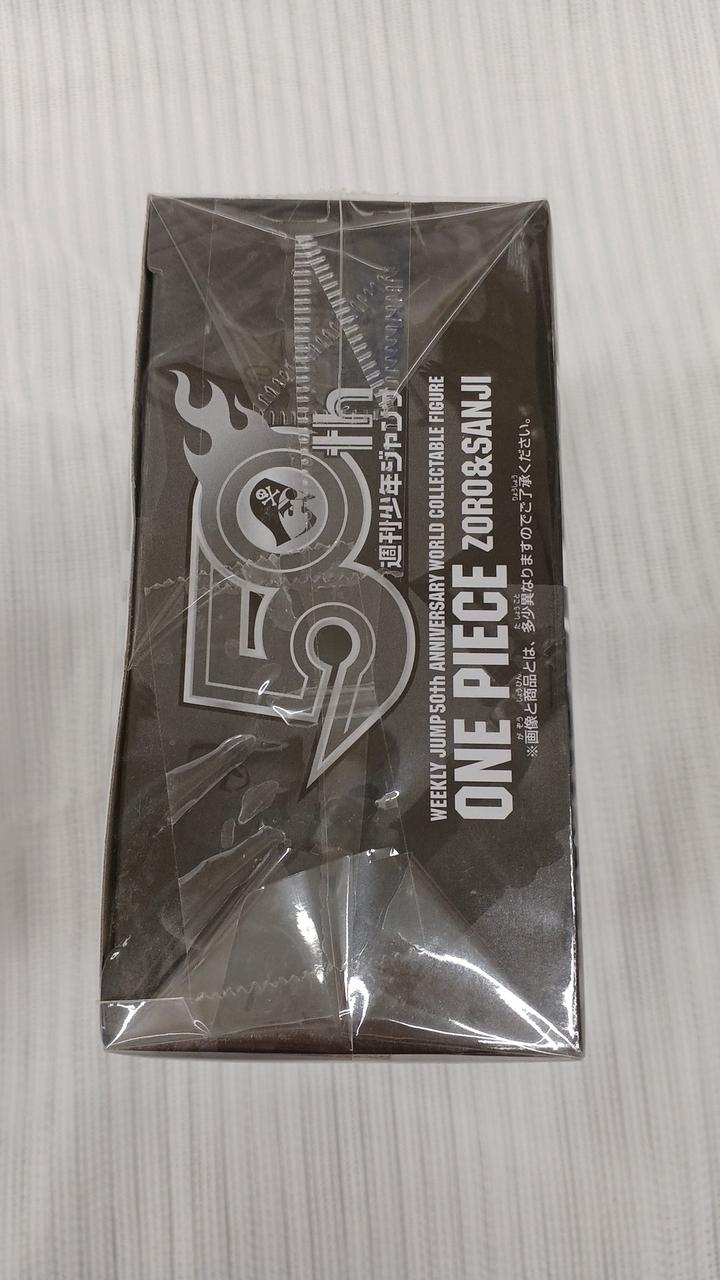 50th
週刊少年ジャンプ
WEEKLY JUMP 50th ANNIVERSARY WORLD COLLECTABLE FIGURE
ONE PIECE ZORO&SANJI
※画像と商品とは、多少異なりますのでご了承ください。